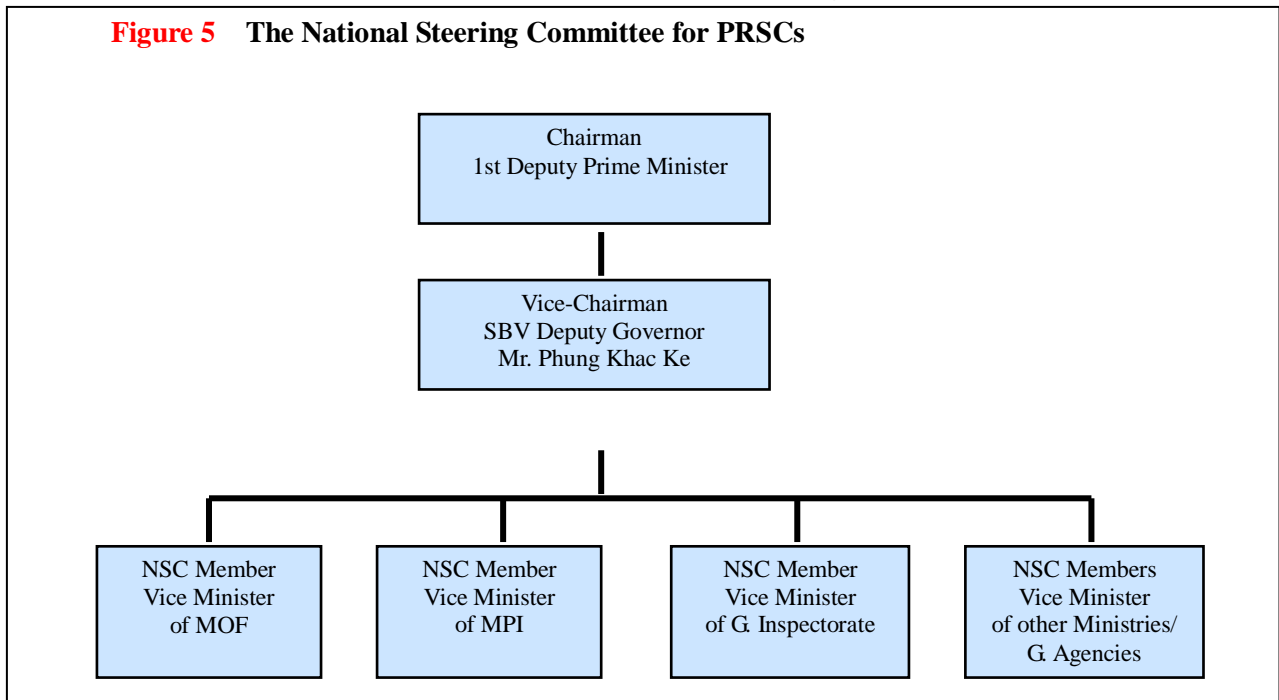 Figure 5 The National Steering Committee for PRSCs
Chairman
1st Deputy Prime Minister
Vice-Chairman
SBV Deputy Governor
Mr. Phung Khac Ke
NSC Member
Vice Minister
of MOF
NSC Member
Vice Minister
of MPI
NSC Member
Vice Minister
of G. Inspectorate
NSC Members
Vice Minister
of other Ministries/
G. Agencies